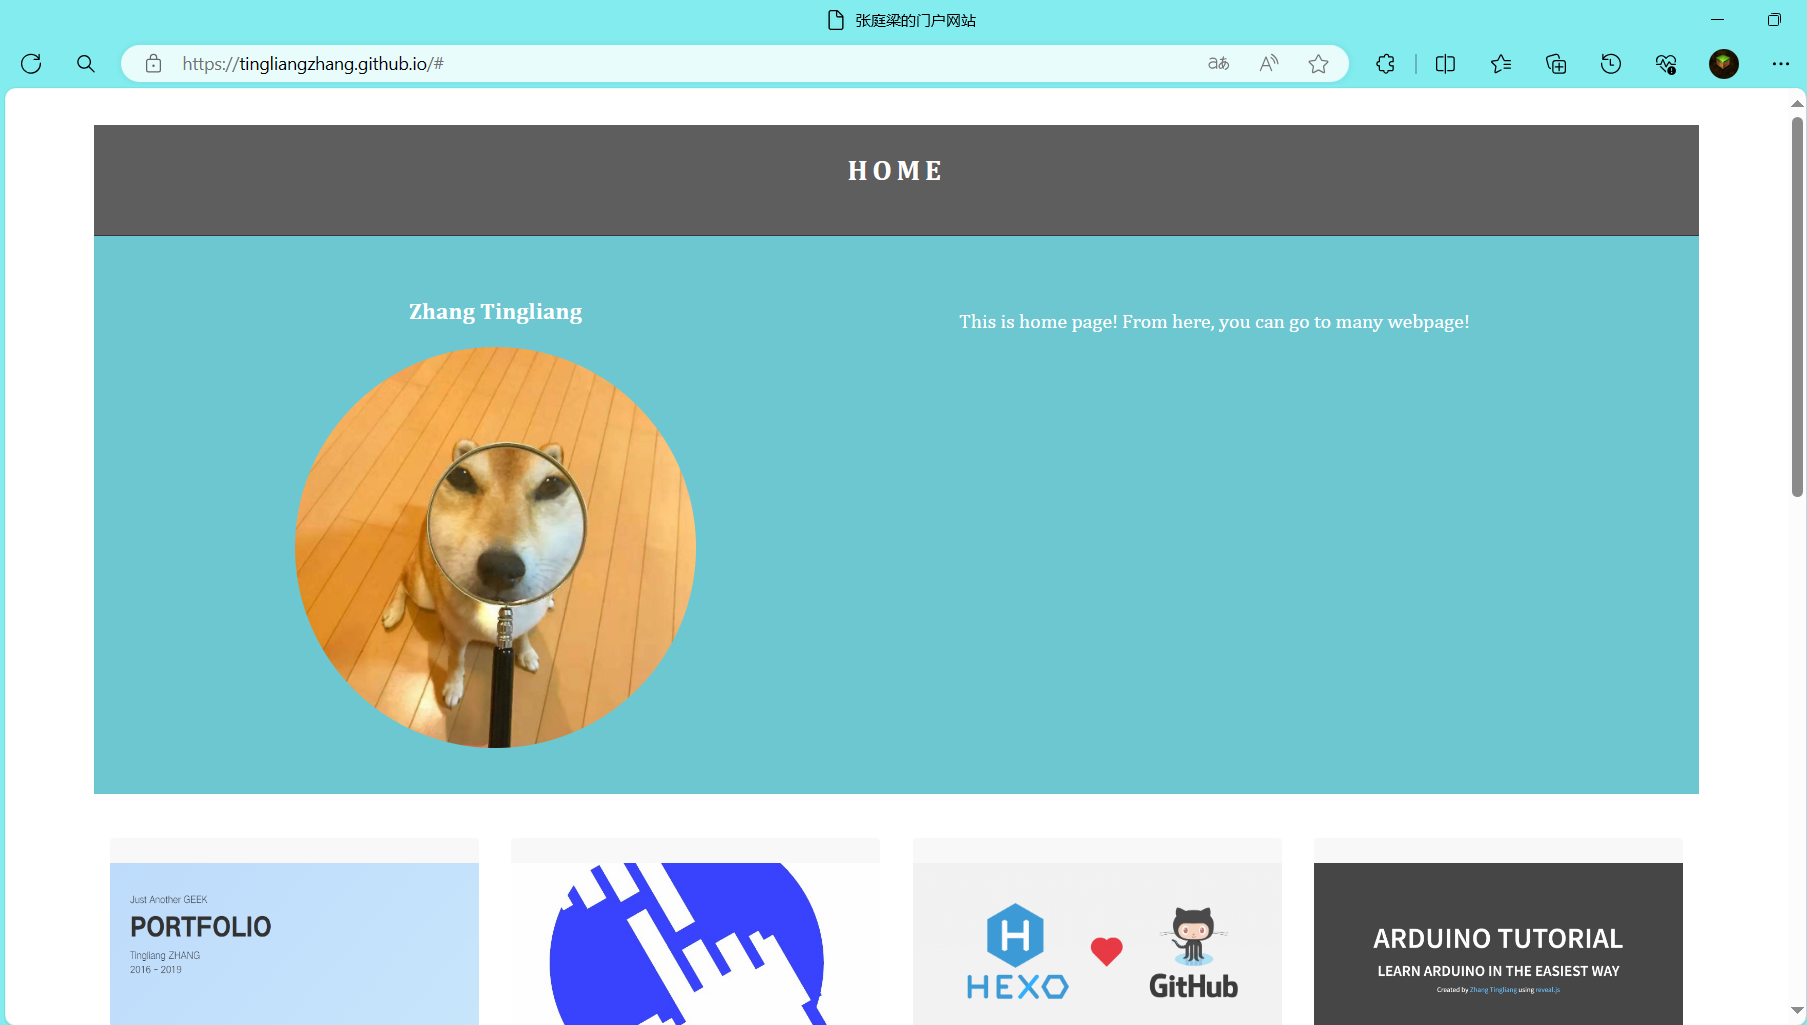 张庭梁的门户网站
https://tingliangzhang.github.io/#
HOME
Zhang Tingliang
This is home page! From here, you can go to many webpage!
Just Another GEEK
PORTFOLIO
Tingliang ZHANG
2016 - 2019
HEXO
GitHub
ARDUINO TUTORIAL
LEARN ARDUINO IN THE EASIEST WAY
Created by Zhang Tingliang using reveal.js